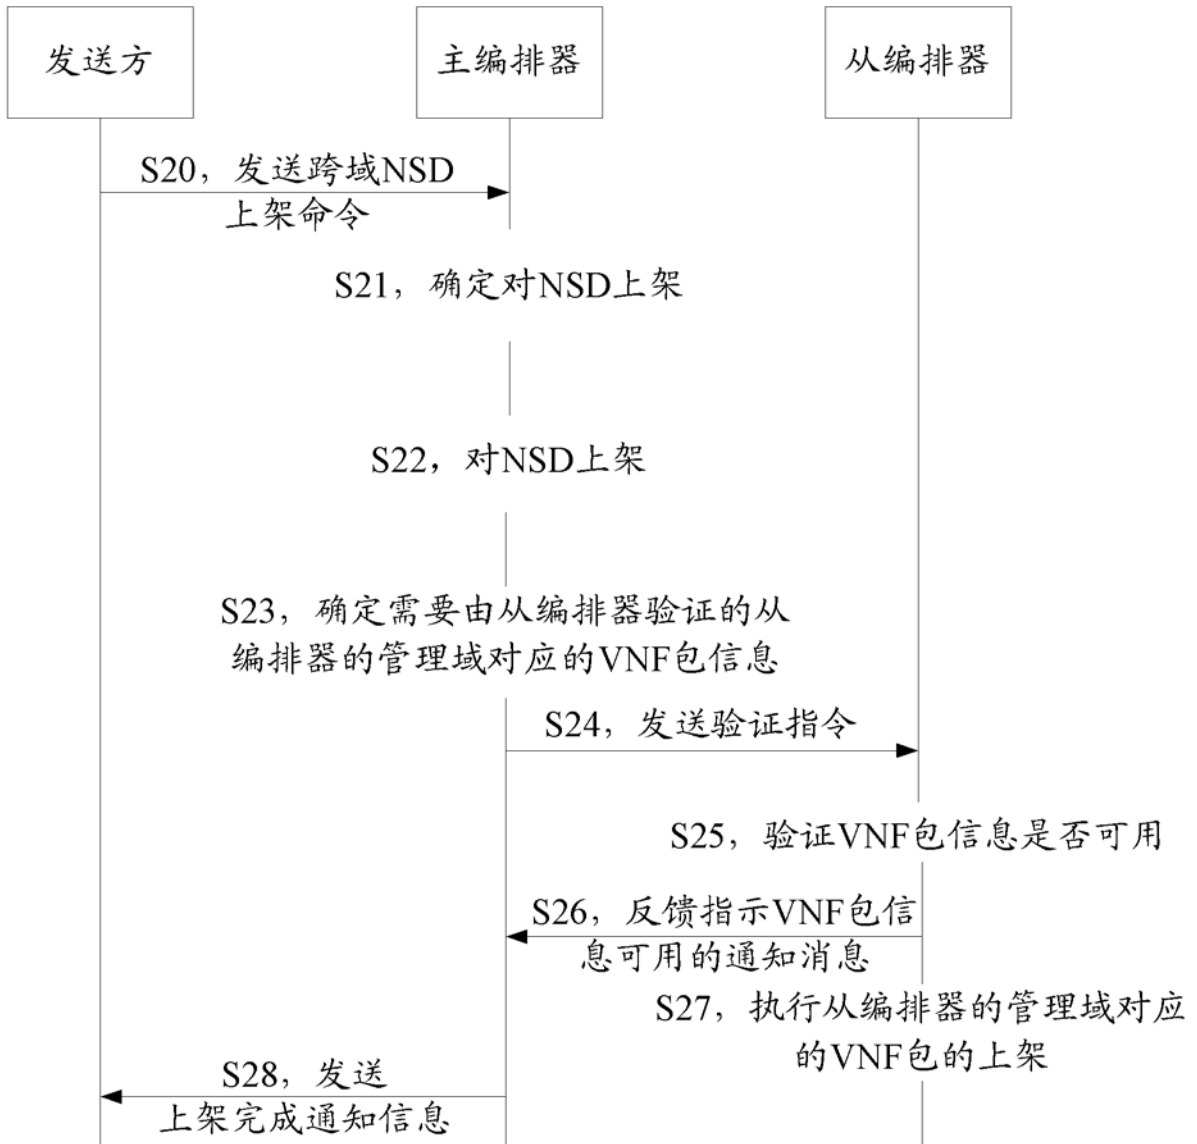 发送方
主编排器
从编排器
S20，发送跨域NSD
上架命令
S21，确定对NSD上架
S22，对NSD上架
S23，确定需要由从编排器验证的从
编排器的管理域对应的VNF包信息
S24，发送验证指令
S25，验证VNF包信息是否可用
S26，反馈指示VNF包信
息可用的通知消息
S27，执行从编排器的管理域对应
的VNF包的上架
S28，发送
上架完成通知信息